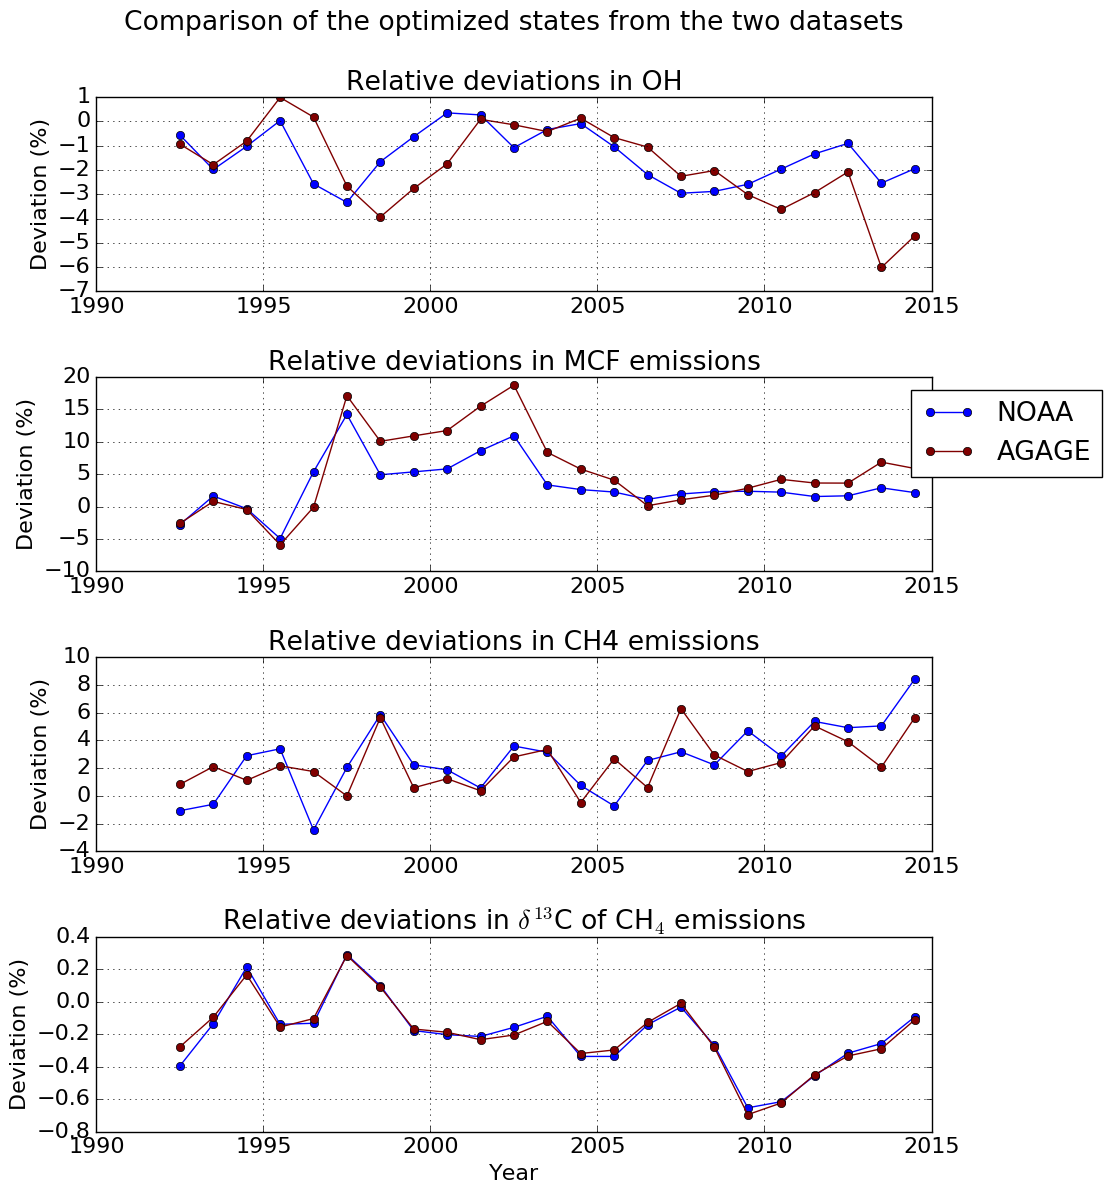 Comparison of the optimized states from the two datasets
Relative deviations in OH
Deviation (%)
1
0
−1
−2
−3
−4
−5
−6
−7
1990 1995 2000 2005 2010 2015
Relative deviations in MCF emissions
Deviation (%)
20
15
10
5
0
−5
−10
1990 1995 2000 2005 2010 2015
NOAA
AGAGE
Relative deviations in CH4 emissions
Deviation (%)
10
8
6
4
2
0
−2
−4
1990 1995 2000 2005 2010 2015
Relative deviations in δ¹³C of CH₄ emissions
Deviation (%)
0.4
0.2
0.0
−0.2
−0.4
−0.6
−0.8
1990 1995 2000 2005 2010 2015
Year